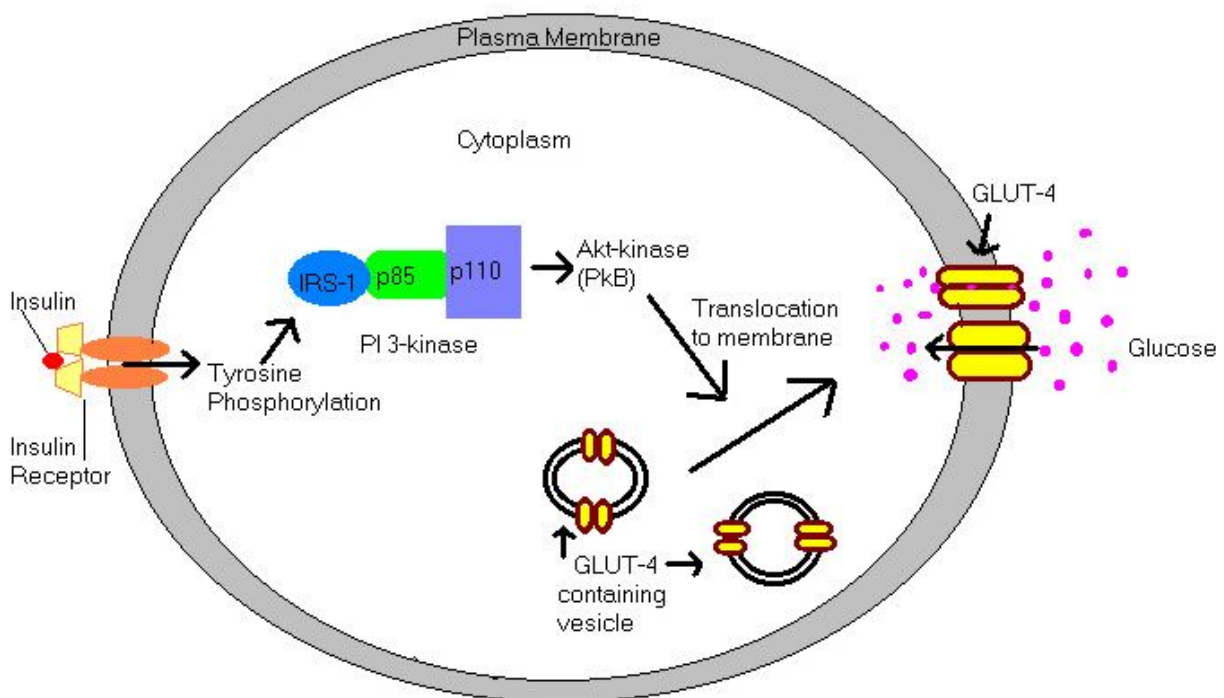 Plasma Membrane
Cytoplasm
GLUT-4
IRS-1
p85
p110
Akt-kinase
(PkB)
Insulin
PI 3-kinase
Translocation
to membrane
Glucose
Tyrosine
Phosphorylation
Insulin
Receptor
GLUT-4
containing
vesicle